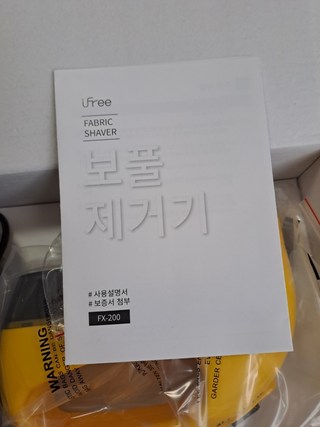 Lifree
FABRIC
SHAVER
보풀
제거기
# 사용설명서
# 보증서 첨부
FX-200
WARNING